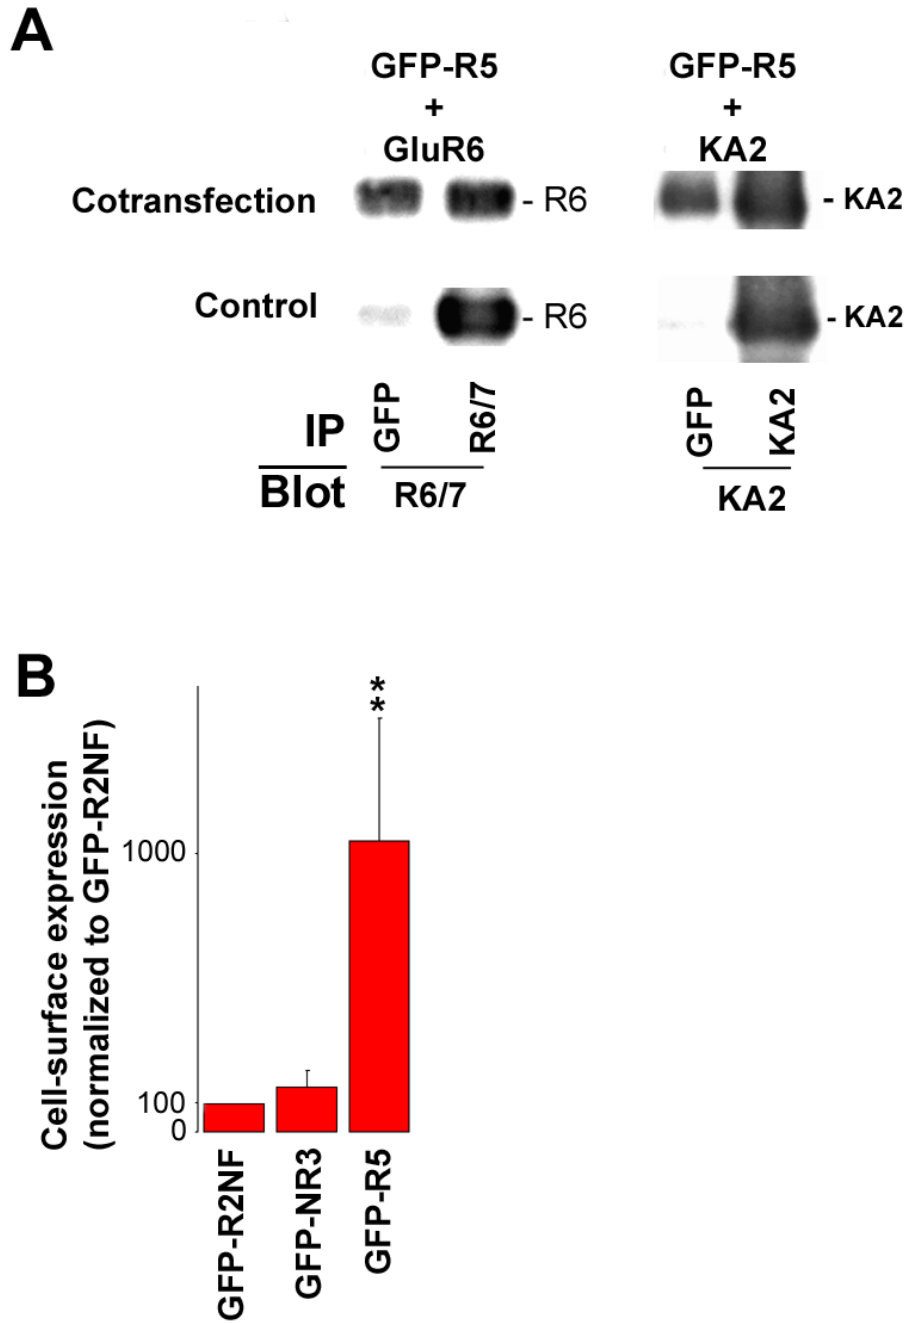 A
GFP-R5
+
GluR6
GFP-R5
+
KA2
Cotransfection
- R6
- KA2
Control
- R6
- KA2
IP
GFP
R6/7
GFP
KA2
Blot
R6/7
KA2
B
Cell-surface expression
(normalized to GFP-R2NF)
**
1000
100
0
GFP-R2NF
GFP-NR3
GFP-R5